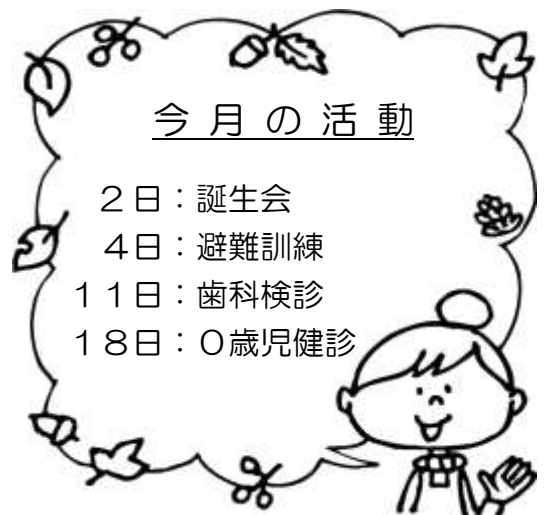 今 月 の 活 動
２日：誕生会
４日：避難訓練
１１日：歯科検診
１８日：０歳児健診